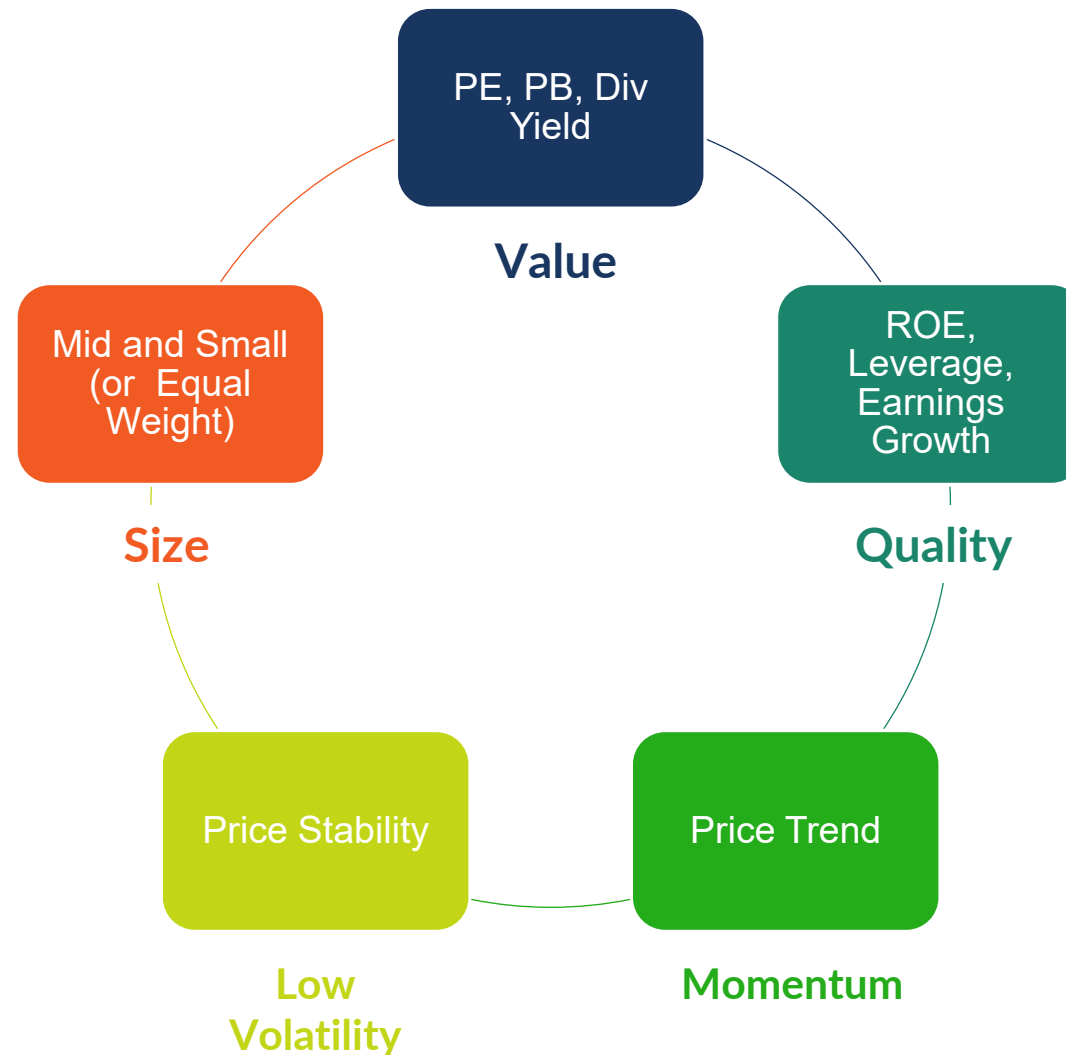 PE, PB, Div
Yield
Value
Mid and Small
(or Equal
Weight)
Size
ROE,
Leverage,
Earnings
Growth
Quality
Price Stability
Low
Volatility
Price Trend
Momentum